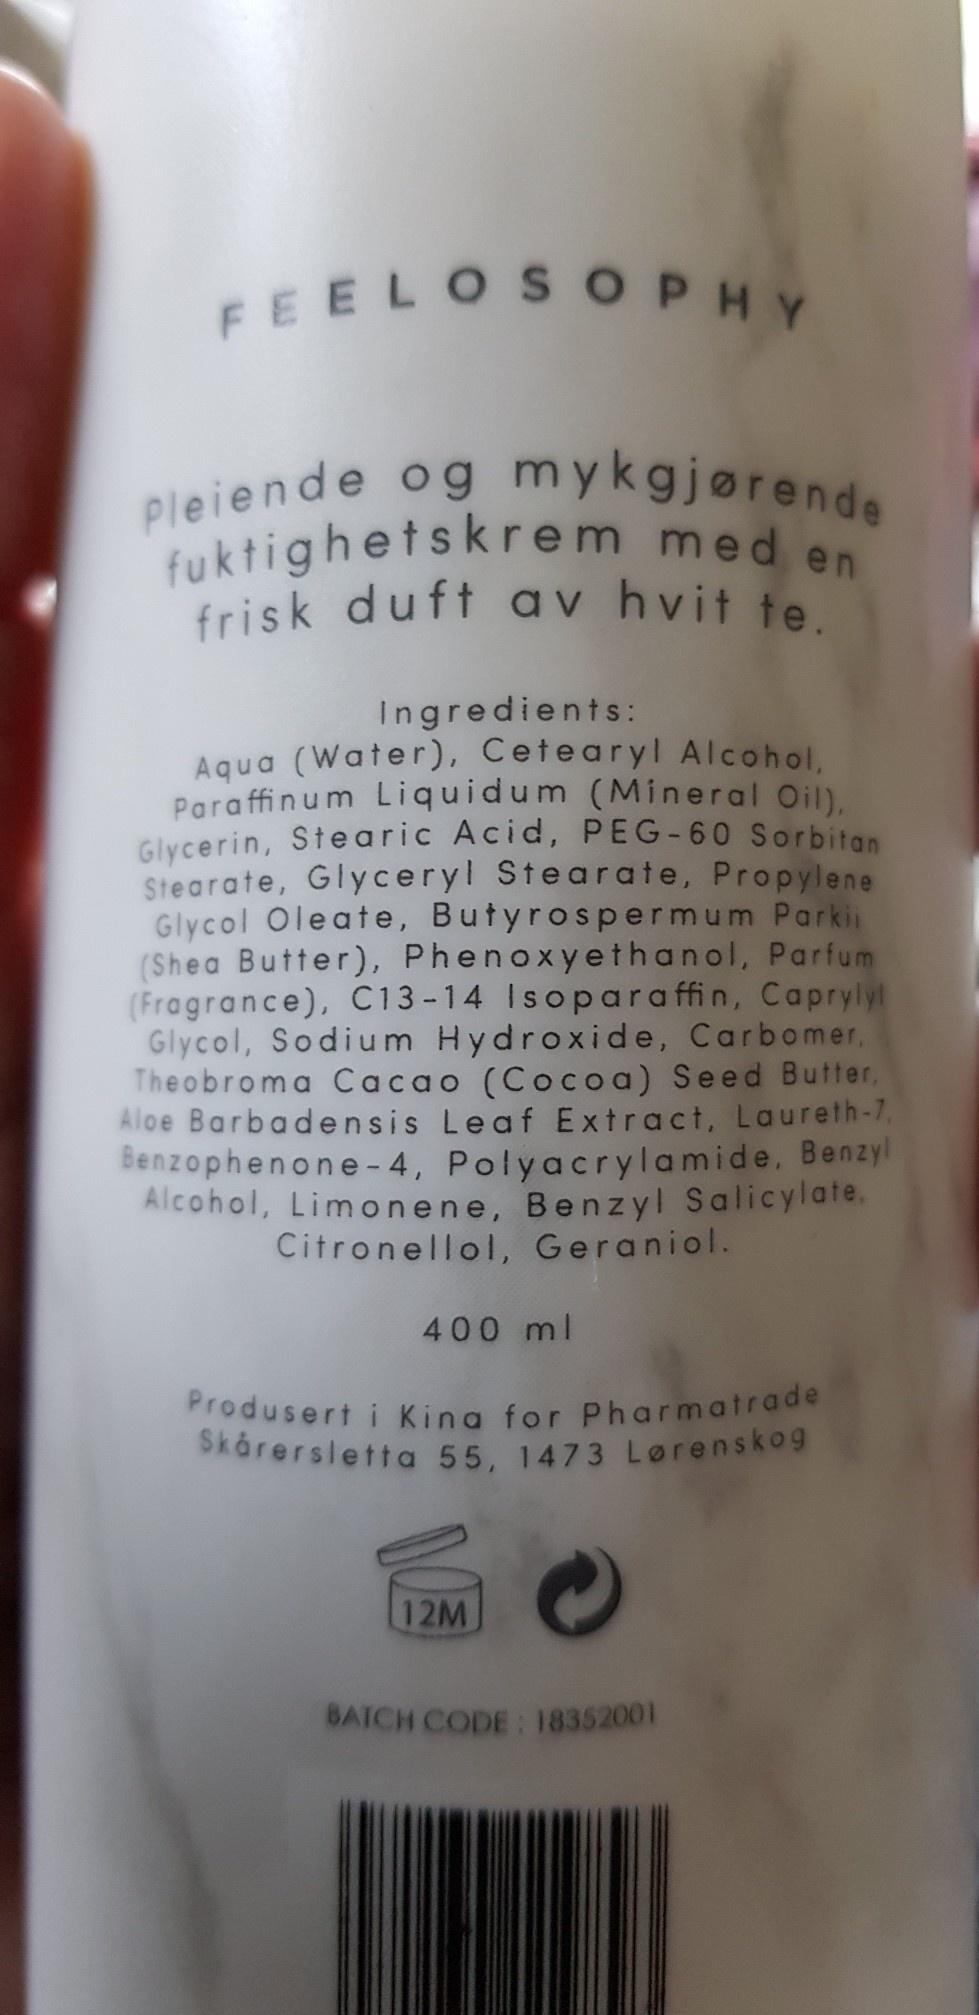 FEELOSOPHY
Pleiende og mykgjørende
fuktighetskrem med en
frisk duft av hvit te.
Ingredients:
Aqua (Water), Cetearyl Alcohol,
Paraffinum Liquidum (Mineral Oil),
Glycerin, Stearic Acid, PEG-60 Sorbitan
Stearate, Glyceryl Stearate, Propylene
Glycol Oleate, Butyrospermum Parkii
(Shea Butter), Phenoxyethanol, Parfum
(Fragrance), C13-14 Isoparaffin, Caprylyl
Glycol, Sodium Hydroxide, Carbomer,
Theobroma Cacao (Cocoa) Seed Butter,
Aloe Barbadensis Leaf Extract, Laureth-7,
Benzophenone-4, Polyacrylamide, Benzyl
Alcohol, Limonene, Benzyl Salicylate,
Citronellol, Geraniol.
400 ml
Produsert i Kina for Pharmatrade
Skårersletta 55, 1473 Lørenskog
12M
BATCH CODE : 18352001